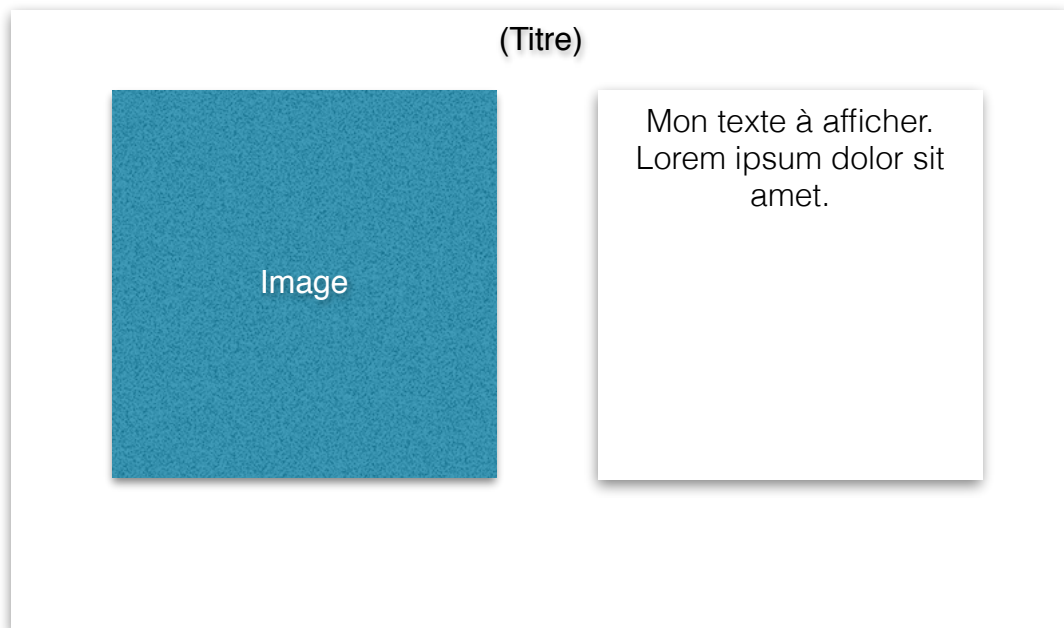 (Titre)
Image
Mon texte à afficher.
Lorem ipsum dolor sit
amet.